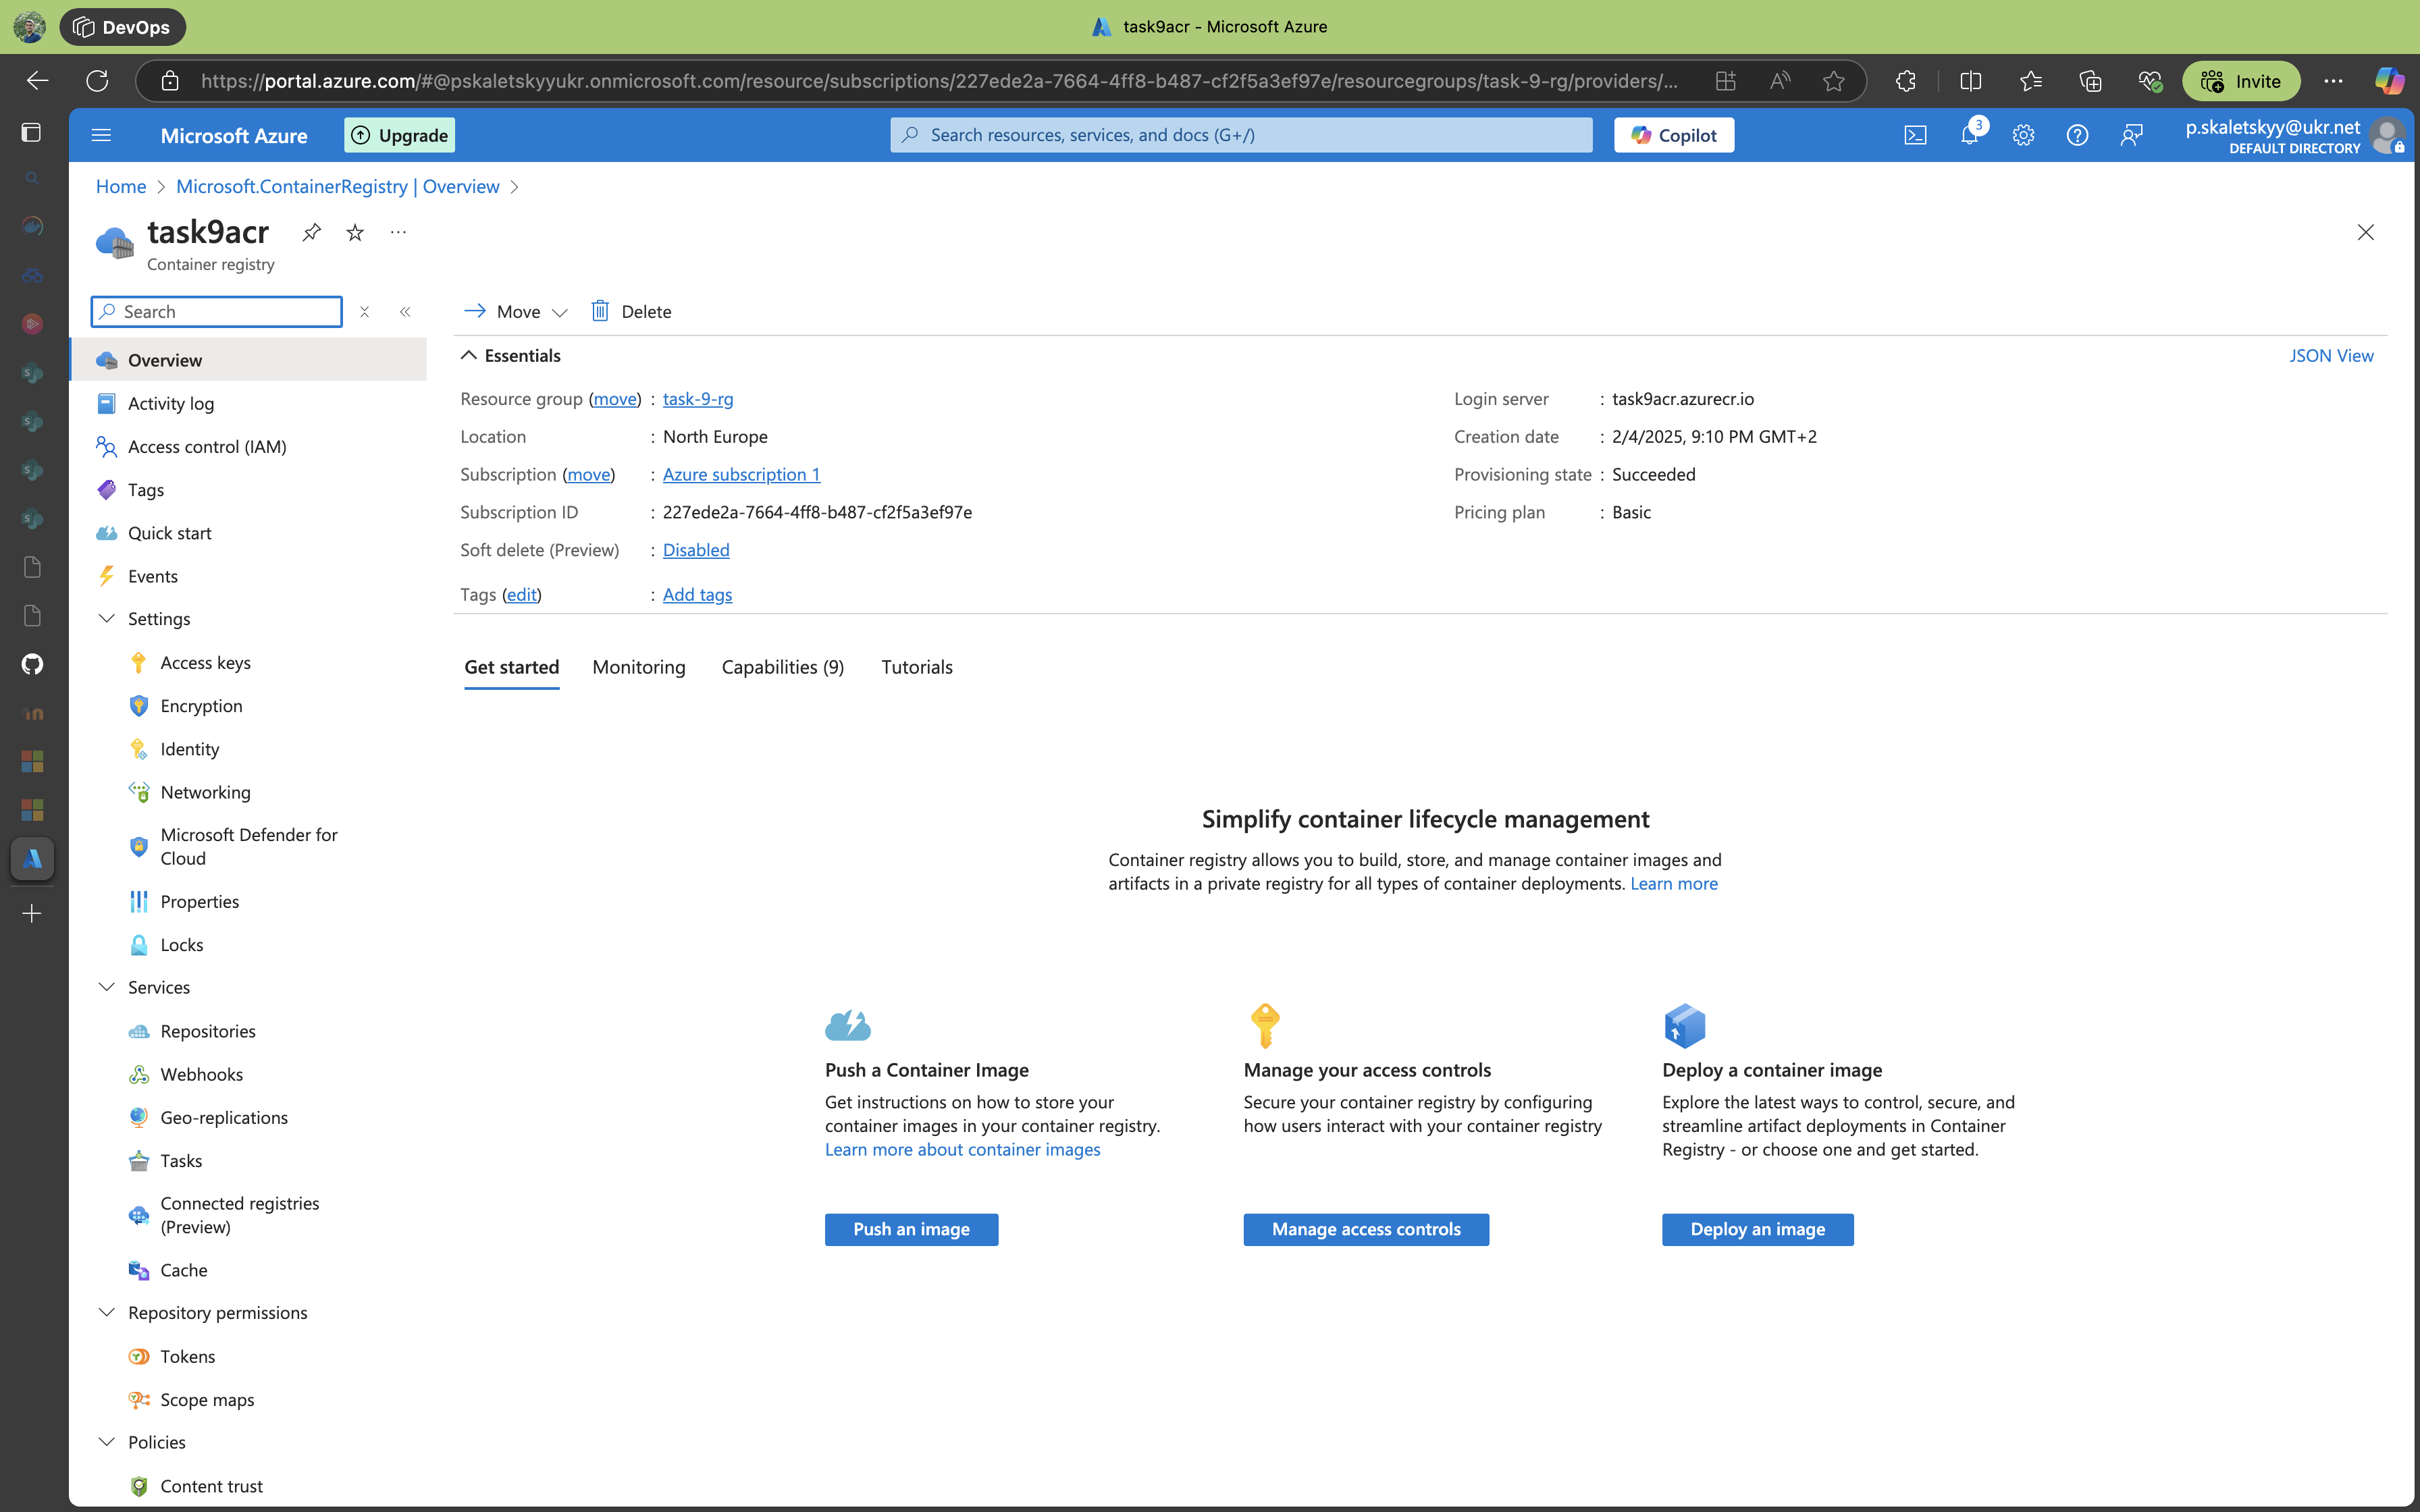 DevOps
task9acr - Microsoft Azure
https://portal.azure.com/#@pskaletskyyukr.onmicrosoft.com/resource/subscriptions/227ede2a-7664-4ff8-b487-cf2f5a3ef97e/resourcegroups/task-9-rg/providers/...
Invite
Microsoft Azure
Upgrade
Search resources, services, and docs (G+/)
Copilot
3
p.skaletskyy@ukr.net
DEFAULT DIRECTORY
Home > Microsoft.ContainerRegistry | Overview >
task9acr
Container registry
Search
Overview
Activity log
Access control (IAM)
Tags
Quick start
Events
Settings
Access keys
Encryption
Identity
Networking
Microsoft Defender for
Cloud
Properties
Locks
Services
Repositories
Webhooks
Geo-replications
Tasks
Connected registries
(Preview)
Cache
Repository permissions
Tokens
Scope maps
Policies
Content trust
Move
Delete
Essentials
JSON View
Resource group (move) : task-9-rg
Location : North Europe
Subscription (move) : Azure subscription 1
Subscription ID : 227ede2a-7664-4ff8-b487-cf2f5a3ef97e
Soft delete (Preview) : Disabled
Tags (edit) : Add tags
Login server : task9acr.azurecr.io
Creation date : 2/4/2025, 9:10 PM GMT+2
Provisioning state : Succeeded
Pricing plan : Basic
Get started
Monitoring
Capabilities (9)
Tutorials
Simplify container lifecycle management
Container registry allows you to build, store, and manage container images and
artifacts in a private registry for all types of container deployments. Learn more
Push a Container Image
Get instructions on how to store your
container images in your container registry.
Learn more about container images
Push an image
Manage your access controls
Secure your container registry by configuring
how users interact with your container registry
Manage access controls
Deploy a container image
Explore the latest ways to control, secure, and
streamline artifact deployments in Container
Registry - or choose one and get started.
Deploy an image